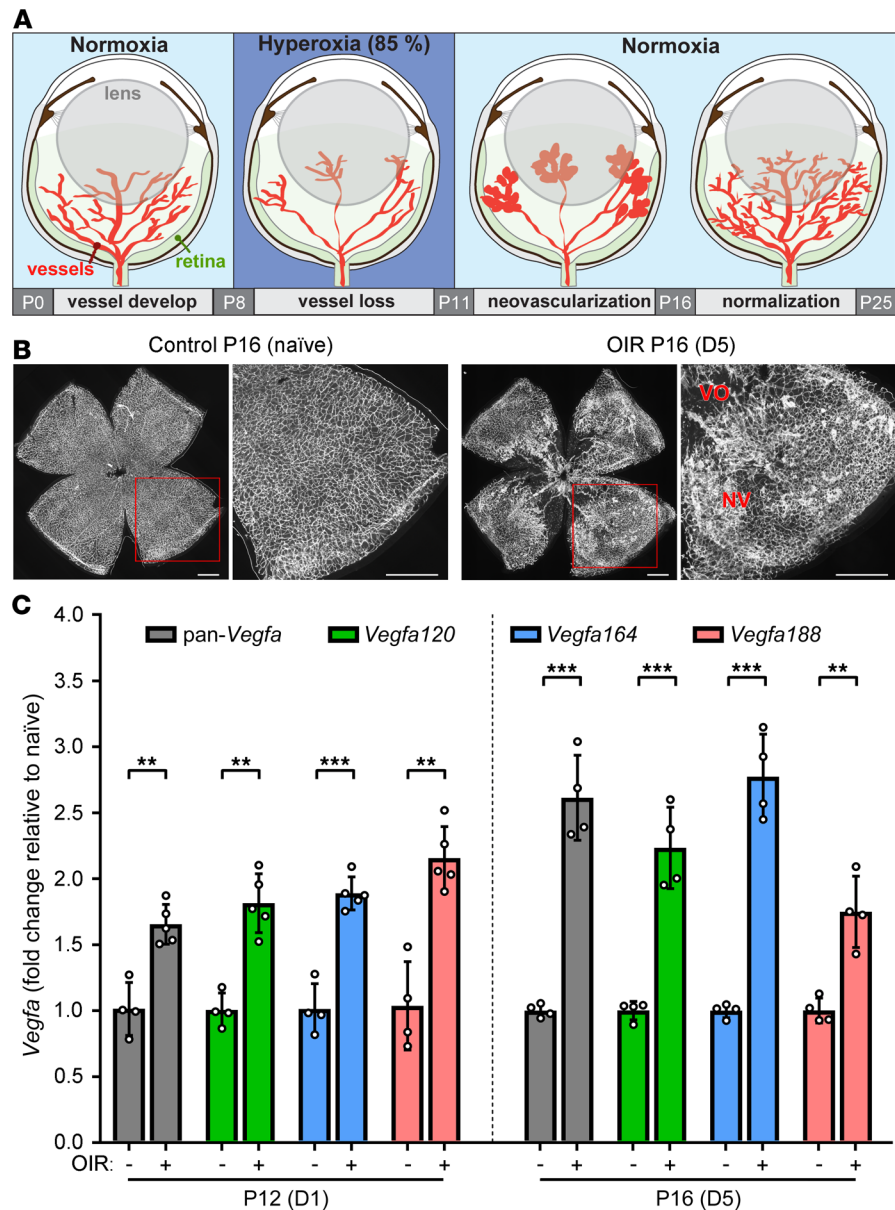 A
Normoxia
Hyperoxia (85 %)
Normoxia
lens
vessels
retina
P0 vessel develop P8 vessel loss P11 neovascularization P16 normalization P25
B
Control P16 (naïve)
OIR P16 (D5)
VO
NV
C
4.0
3.5
3.0
2.5
2.0
1.5
1.0
0.5
0.0
Vegfa (fold change relative to naïve)
pan-Vegfa Vegfa120 Vegfa164 Vegfa188
** ** *** ** *** *** *** **
OIR: - + - + - + - + - + - + - + - +
P12 (D1) P16 (D5)